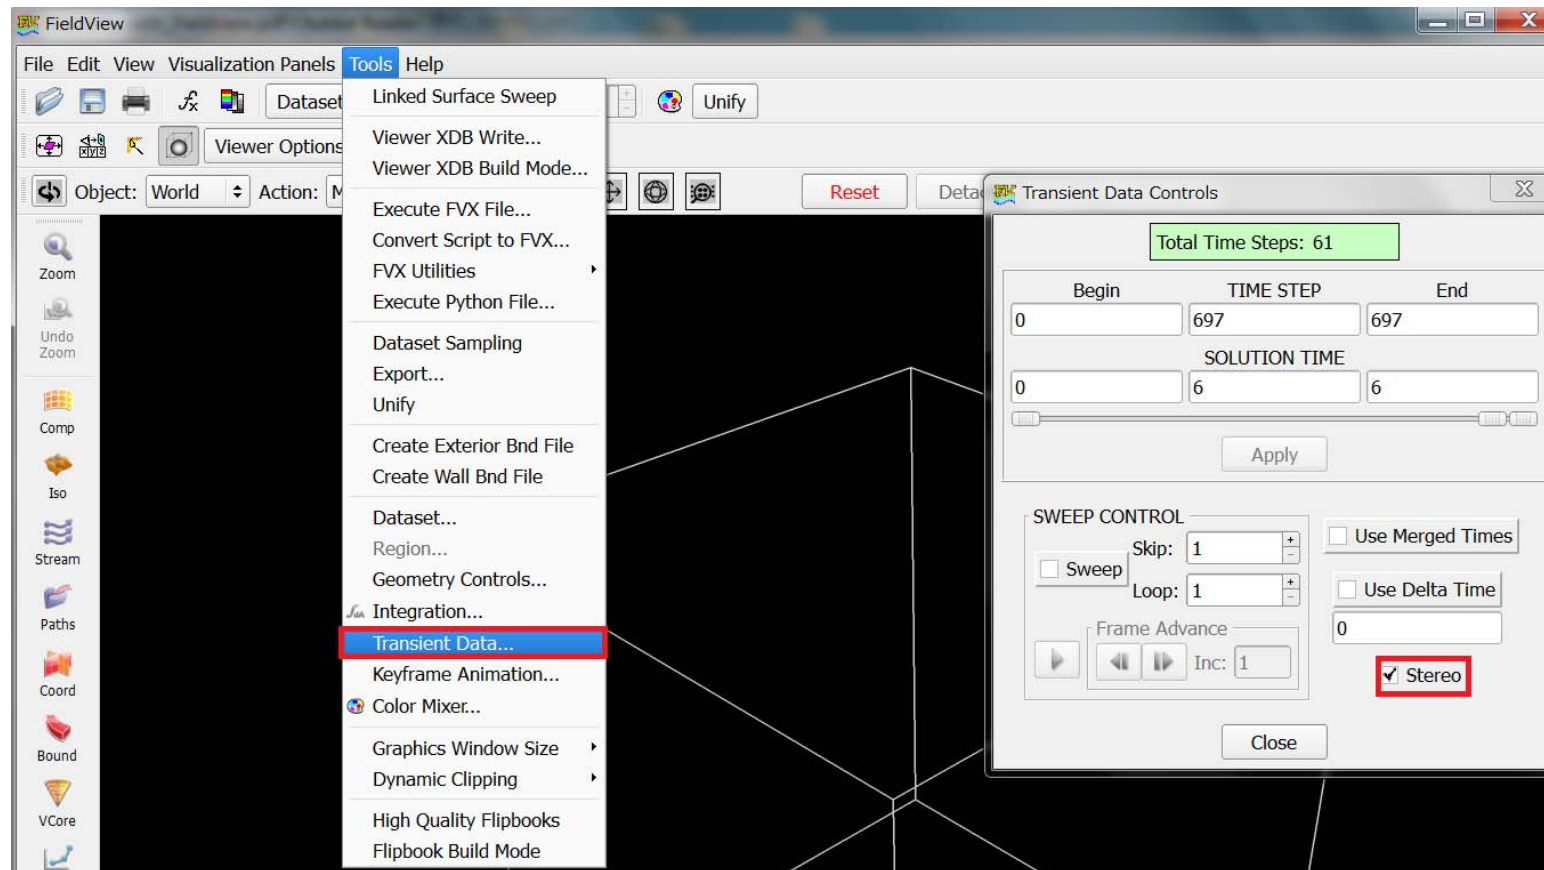 FieldView
File Edit View Visualization Panels Tools Help
Dataset
Unify
Viewer Options
Object: World Action: M
Reset Detac
Zoom
Undo
Zoom
Comp
Iso
Stream
Paths
Coord
Bound
VCore
Linked Surface Sweep
Viewer XDB Write...
Viewer XDB Build Mode...
Execute FVX File...
Convert Script to FVX...
FVX Utilities
Execute Python File...
Dataset Sampling
Export...
Unify
Create Exterior Bnd File
Create Wall Bnd File
Dataset...
Region...
Geometry Controls...
Integration...
Transient Data...
Keyframe Animation...
Color Mixer...
Graphics Window Size
Dynamic Clipping
High Quality Flipbooks
Flipbook Build Mode
Transient Data Controls
Total Time Steps: 61
Begin TIME STEP End
0 697 697
SOLUTION TIME
0 6 6
Apply
SWEEP CONTROL
Sweep
Skip: 1
Loop: 1
Frame Advance
Inc: 1
Use Merged Times
Use Delta Time
0
Stereo
Close